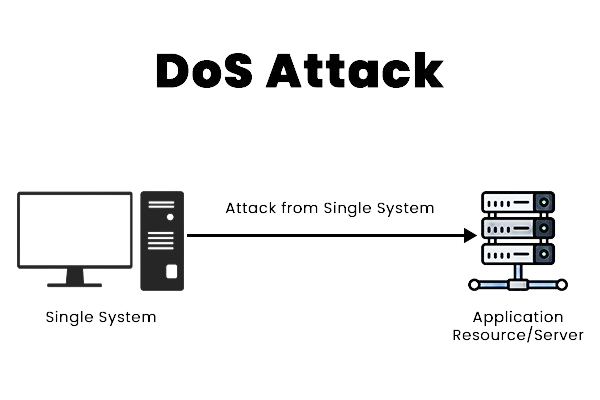 DoS Attack
Attack from Single System
Single System
Application
Resource/Server